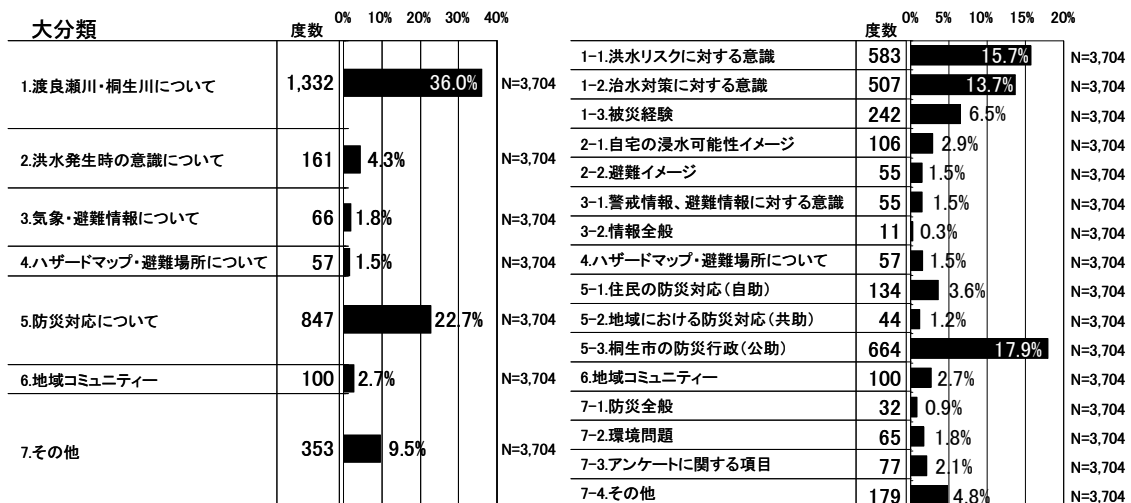 大分類 度数 0% 10% 20% 30% 40%
1.渡良瀬川・桐生川について 1,332 36.0% N=3,704
2.洪水発生時の意識について 161 4.3% N=3,704
3.気象・避難情報について 66 1.8% N=3,704
4.ハザードマップ・避難場所について 57 1.5% N=3,704
5.防災対応について 847 22.7% N=3,704
6.地域コミュニティー 100 2.7% N=3,704
7.その他 353 9.5% N=3,704
度数 0% 5% 10% 15% 20%
1-1.洪水リスクに対する意識 583 15.7% N=3,704
1-2.治水対策に対する意識 507 13.7% N=3,704
1-3.被災経験 242 6.5% N=3,704
2-1.自宅の浸水可能性イメージ 106 2.9% N=3,704
2-2.避難イメージ 55 1.5% N=3,704
3-1.警戒情報、避難情報に対する意識 55 1.5% N=3,704
3-2.情報全般 11 0.3% N=3,704
4.ハザードマップ・避難場所について 57 1.5% N=3,704
5-1.住民の防災対応（自助） 134 3.6% N=3,704
5-2.地域における防災対応（共助） 44 1.2% N=3,704
5-3.桐生市の防災行政（公助） 664 17.9% N=3,704
6.地域コミュニティー 100 2.7% N=3,704
7-1.防災全般 32 0.9% N=3,704
7-2.環境問題 65 1.8% N=3,704
7-3.アンケートに関する項目 77 2.1% N=3,704
7-4.その他 179 4.8% N=3,704